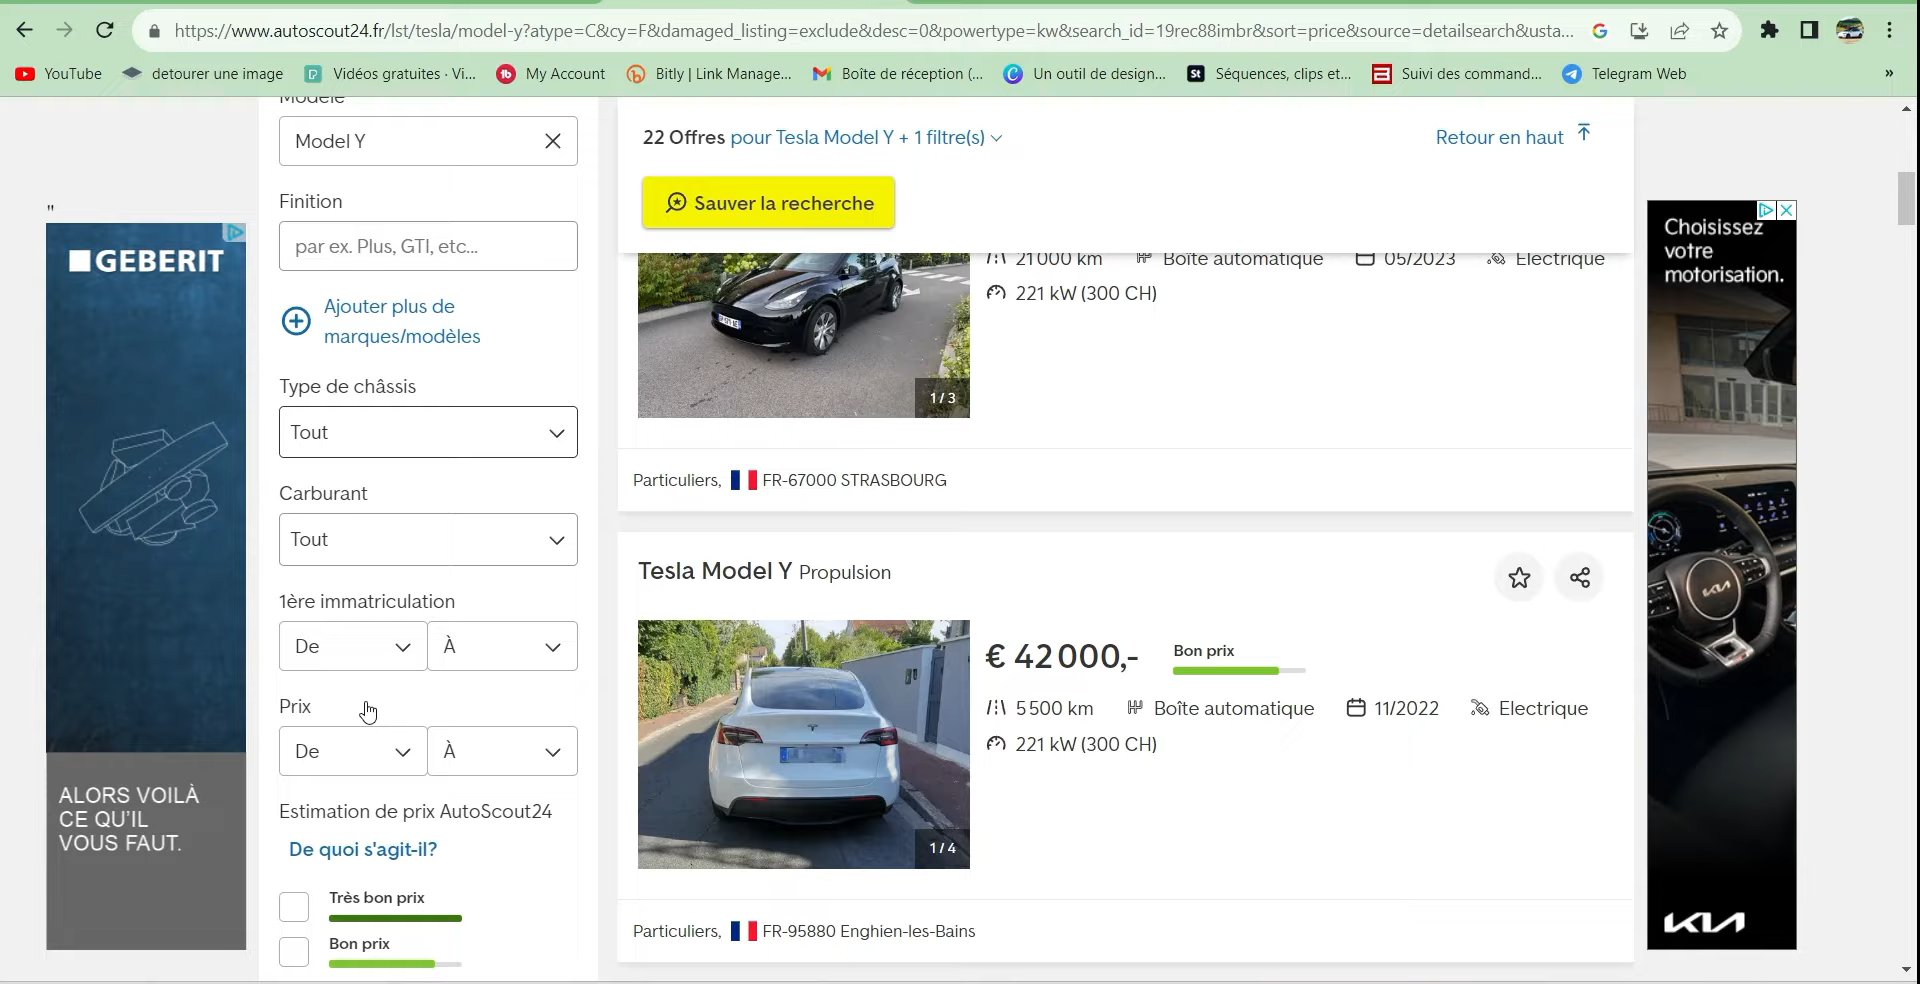 https://www.autoscout24.fr/lst/tesla/model-y?atype=C&cy=F&damaged_listing=exclude&desc=0&powertype=kw&search_id=19rec88imbr&sort=price&source=detailsearch&usta...
YouTube
detourer une image
Vidéos gratuites · Vi...
My Account
Bitly | Link Manage...
Boîte de réception (...
Un outil de design...
Séquences, clips et...
Suivi des command...
Telegram Web
»
Modèle
Model Y
Finition
par ex. Plus, GTI, etc...
Ajouter plus de
marques/modèles
Type de châssis
Tout
Carburant
Tout
1ère immatriculation
De
À
Prix
De
À
Estimation de prix AutoScout24
De quoi s'agit-il?
Très bon prix
Bon prix
22 Offres pour Tesla Model Y + 1 filtre(s)
Retour en haut
Sauver la recherche
21 000 km
Boîte automatique
05/2023
Electrique
221 kW (300 CH)
1 / 3
Particuliers, FR-67000 STRASBOURG
Tesla Model Y Propulsion
€ 42 000,-
Bon prix
5 500 km
Boîte automatique
11/2022
Electrique
221 kW (300 CH)
1 / 4
Particuliers, FR-95880 Enghien-les-Bains
"
GEBERIT
ALORS VOILÀ
CE QU'IL
VOUS FAUT.
Choisissez
votre
motorisation.
KIA